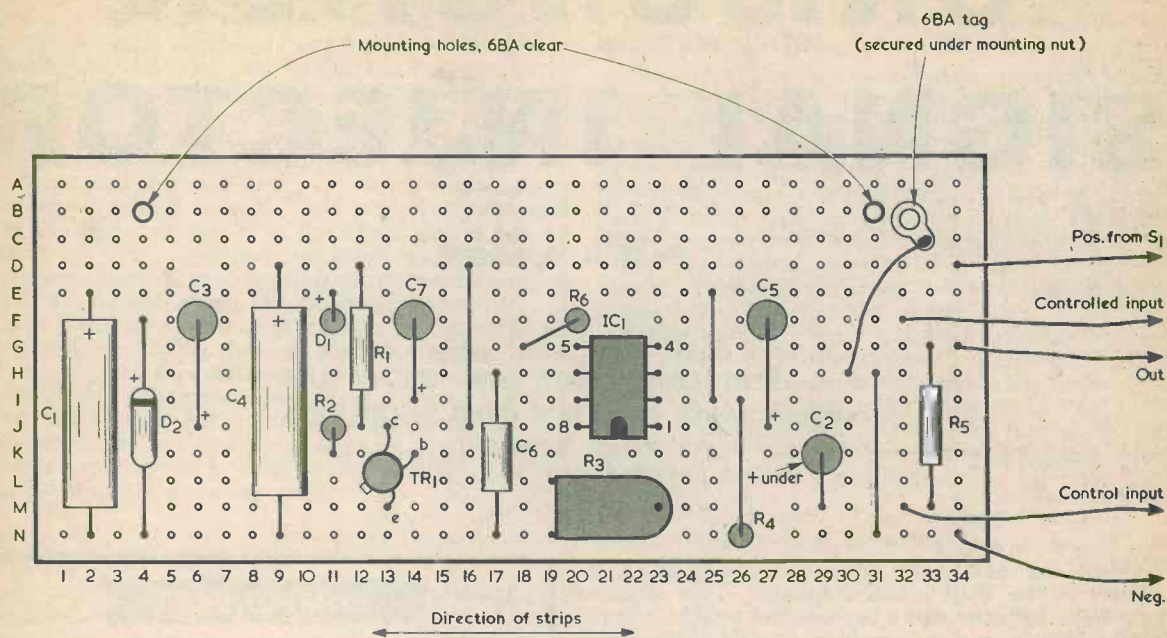 6BA tag
(secured under mounting nut)
Mounting holes, 6BA clear
A
B
C
D
E
F
G
H
I
J
K
L
M
N
Pos. from S1
Controlled input
Out
Control input
Neg.
C3
C7
C5
R6
IC1
+
+
+
D1
R1
5
4
+
R2
C1
D2
C4
+
+
+
8
1
c
b
TR1
e
C6
R3
C2
+ under
R4
R5
1 2 3 4 5 6 7 8 9 10 11 12 13 14 15 16 17 18 19 20 21 22 23 24 25 26 27 28 29 30 31 32 33 34
Direction of strips